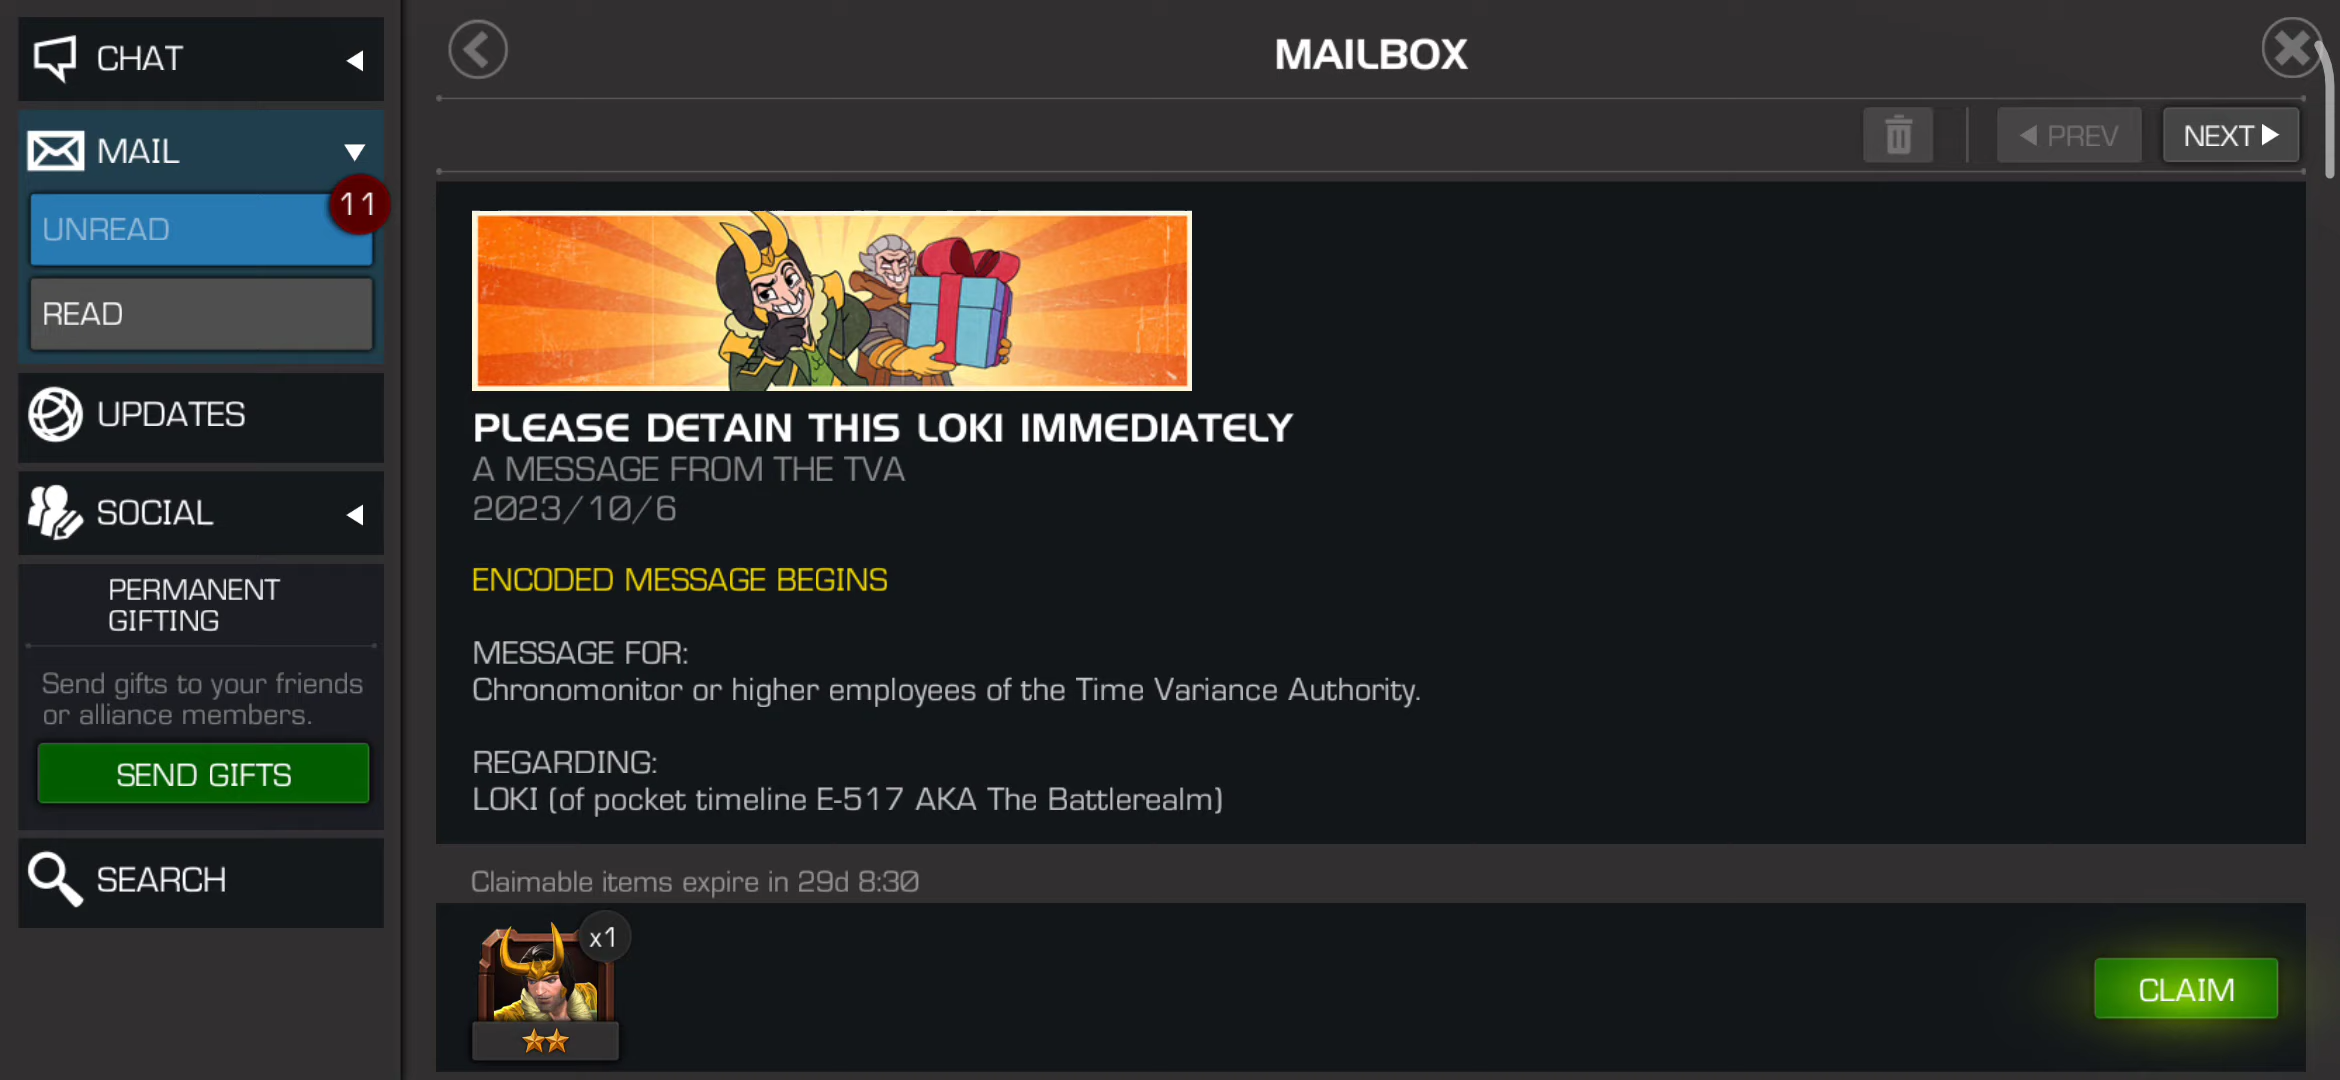 CHAT
MAIL
11
UNREAD
READ
UPDATES
SOCIAL
PERMANENT
GIFTING
Send gifts to your friends
or alliance members.
SEND GIFTS
SEARCH
MAILBOX
PREV
NEXT
PLEASE DETAIN THIS LOKI IMMEDIATELY
A MESSAGE FROM THE TVA
2023/10/6
ENCODED MESSAGE BEGINS
MESSAGE FOR:
Chronomonitor or higher employees of the Time Variance Authority.
REGARDING:
LOKI (of pocket timeline E-517 AKA The Battlerealm)
Claimable items expire in 29d 8:30
x1
CLAIM